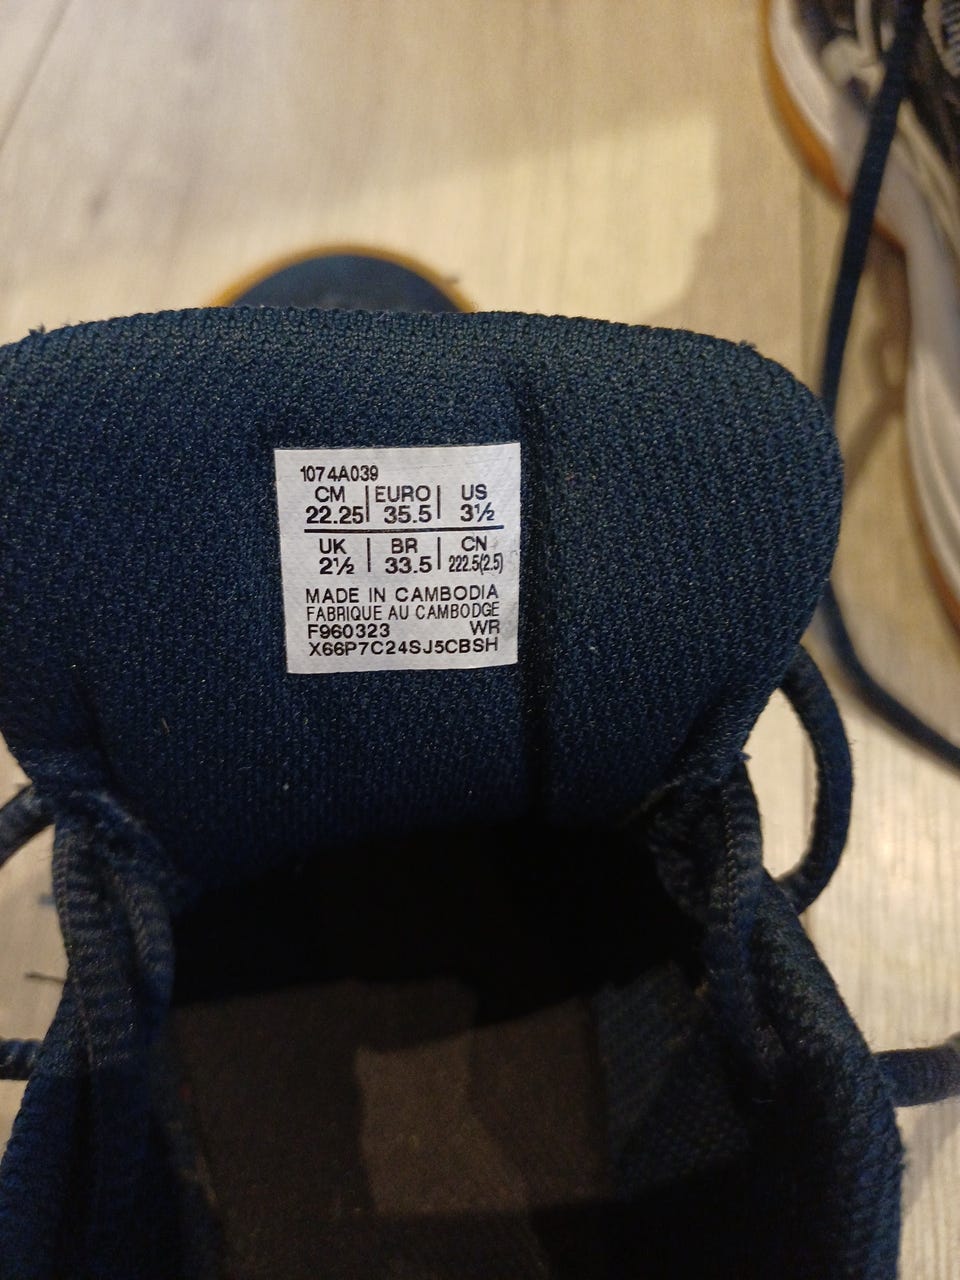 1074A039
CM | EURO | US
22.25 | 35.5 | 3½
UK | BR | CN
2½ | 33.5 | 222.5(2.5)
MADE IN CAMBODIA
FABRIQUE AU CAMBODGE
F960323 WR
X66P7C24SJ5CBSH